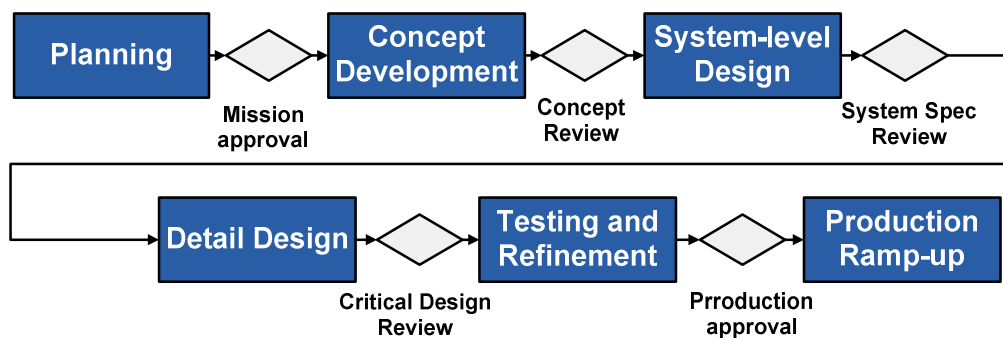 Planning
Mission
approval
Concept
Development
Concept
Review
System-level
Design
System Spec
Review
Detail Design
Critical Design
Review
Testing and
Refinement
Prroduction
approval
Production
Ramp-up